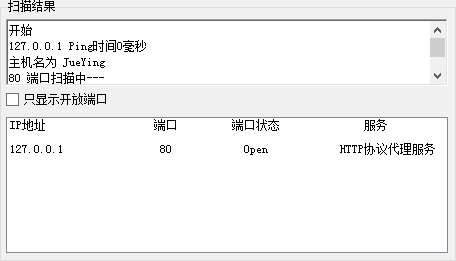 扫描结果
开始
127.0.0.1 Ping时间0毫秒
主机名为 JueYing
80 端口扫描中---
只显示开放端口
IP地址 端口 端口状态 服务
127.0.0.1 80 Open HTTP协议代理服务